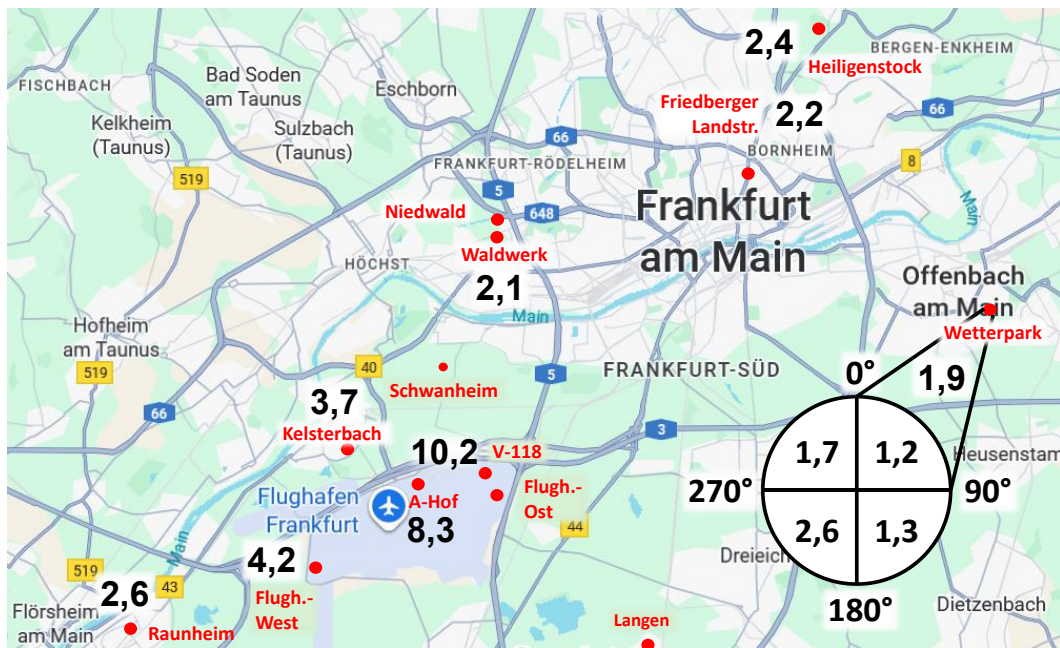 2,4
Heiligenstock
BERGEN-ENKHEIM
FISCHBACH
Bad Soden
am Taunus
Eschborn
Friedberger
Landstr.
2,2
66
Kelkheim
(Taunus)
Sulzbach
(Taunus)
66
BORNHEIM
FRANKFURT-RÖDELHEIM
8
519
5
Niedwald
648
Frankfurt
am Main
Main
Waldwerk
HÖCHST
2,1
Offenbach
am Main
Main
Wetterpark
Hofheim
am Taunus
519
40
5
FRANKFURT-SÜD
Schwanheim
0°
1,9
66
3,7
Kelsterbach
3
10,2
V-118
1,7
1,2
Heusenstam
Flughafen
Frankfurt
A-Hof
8,3
Flugh.-
Ost
270°
90°
44
2,6
1,3
Main
4,2
Flugh.-
West
Dreieich
519
43
2,6
180°
Flörsheim
am Main
Raunheim
Langen
Dietzenbach